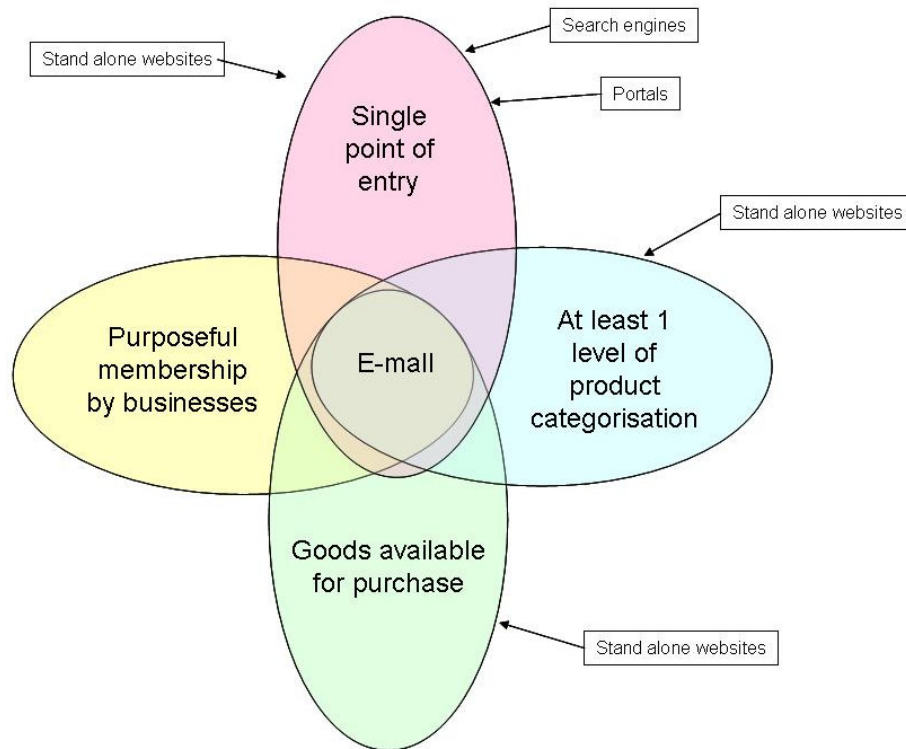 Search engines
Stand alone websites
Portals
Single
point of
entry
Stand alone websites
Purposeful
membership
by businesses
E-mall
At least 1
level of
product
categorisation
Goods available
for purchase
Stand alone websites